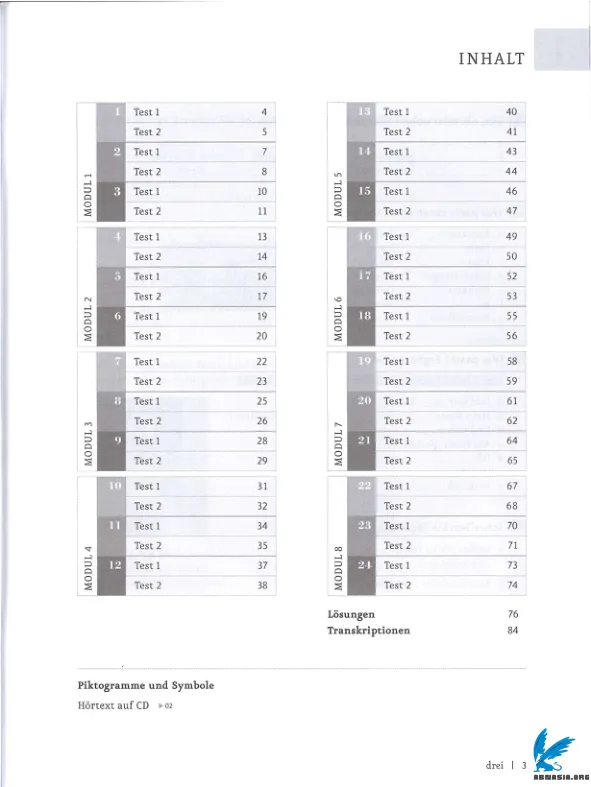 INHALT
MODUL 1
1 Test 1 4
Test 2 5
2 Test 1 7
Test 2 8
3 Test 1 10
Test 2 11
MODUL 2
4 Test 1 13
Test 2 14
5 Test 1 16
Test 2 17
6 Test 1 19
Test 2 20
MODUL 3
7 Test 1 22
Test 2 23
8 Test 1 25
Test 2 26
9 Test 1 28
Test 2 29
MODUL 4
10 Test 1 31
Test 2 32
11 Test 1 34
Test 2 35
12 Test 1 37
Test 2 38
MODUL 5
13 Test 1 40
Test 2 41
14 Test 1 43
Test 2 44
15 Test 1 46
Test 2 47
MODUL 6
16 Test 1 49
Test 2 50
17 Test 1 52
Test 2 53
18 Test 1 55
Test 2 56
MODUL 7
19 Test 1 58
Test 2 59
20 Test 1 61
Test 2 62
21 Test 1 64
Test 2 65
MODUL 8
22 Test 1 67
Test 2 68
23 Test 1 70
Test 2 71
24 Test 1 73
Test 2 74
Lösungen 76
Transkriptionen 84
Piktogramme und Symbole
Hörtext auf CD ▶ 02
drei | 3